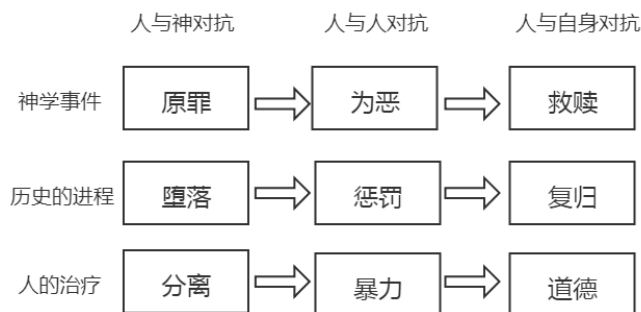 人与神对抗 人与人对抗 人与自身对抗
神学事件 原罪 为恶 救赎
历史的进程 堕落 惩罚 复归
人的治疗 分离 暴力 道德